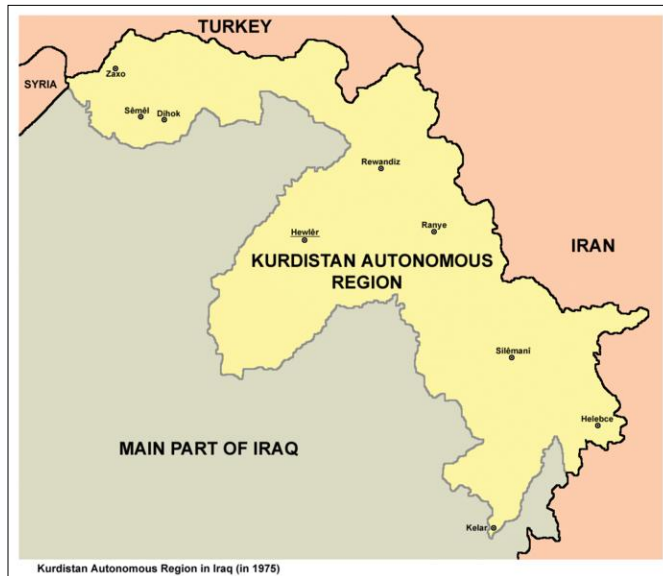 TURKEY
SYRIA
Zaxo
Sêmêl
Dihok
Rewandiz
Hewlêr
Ranye
IRAN
KURDISTAN AUTONOMOUS
REGION
Silêmanî
Helebce
MAIN PART OF IRAQ
Kelar
Kurdistan Autonomous Region in Iraq (in 1975)